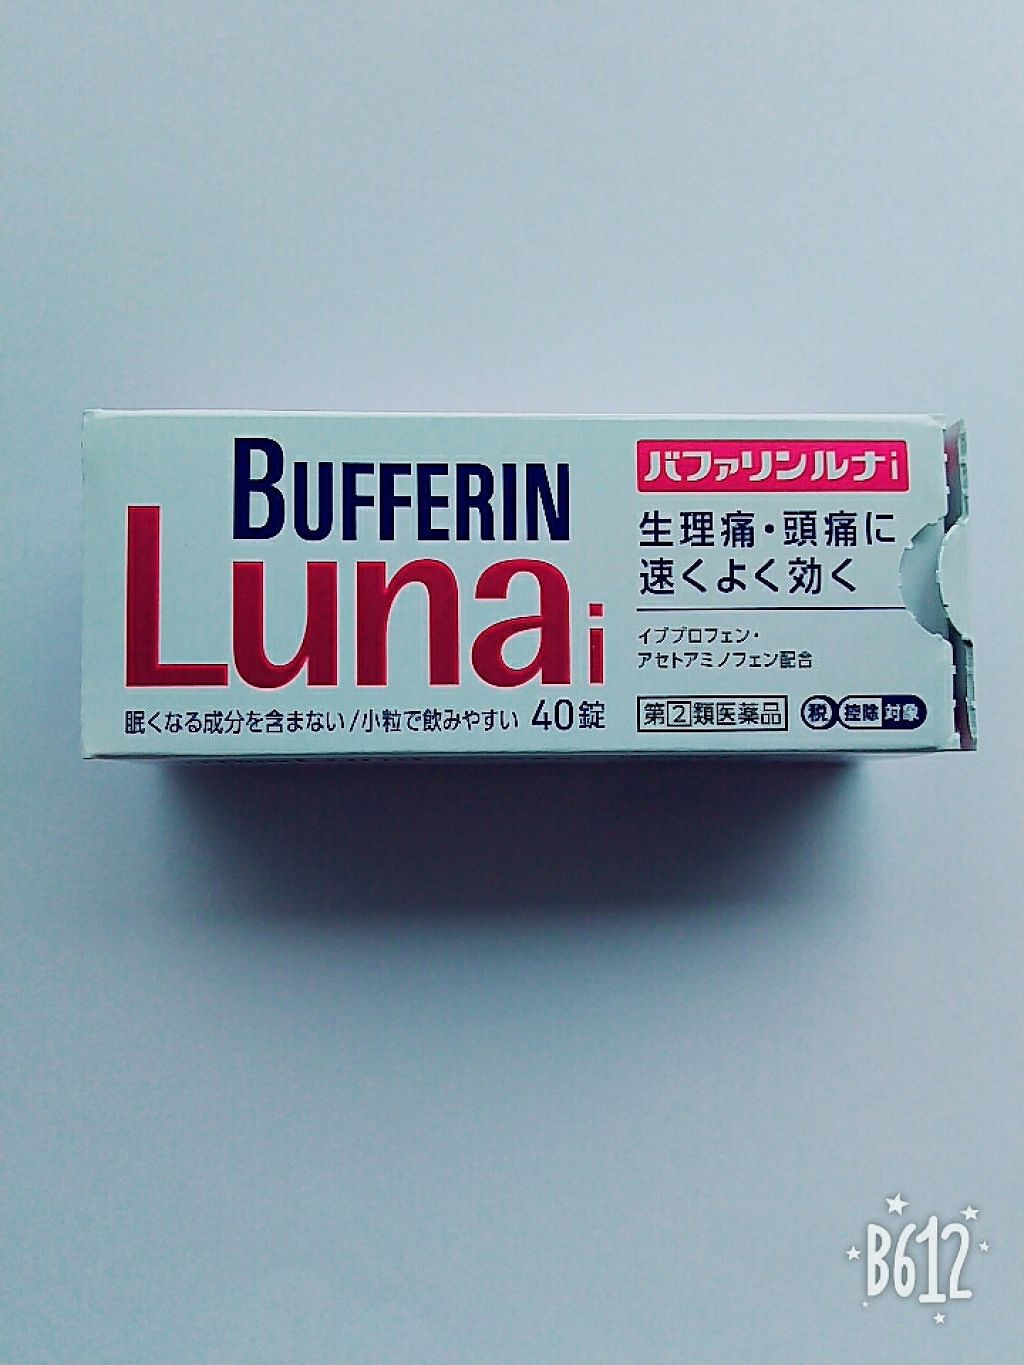 BUFFERIN
Lunai
眠くなる成分を含まない/小粒で飲みやすい 40錠
バファリンルナi
生理痛・頭痛に
速くよく効く
イブプロフェン・
アセトアミノフェン配合
第②類医薬品 税 控除 対象
B612